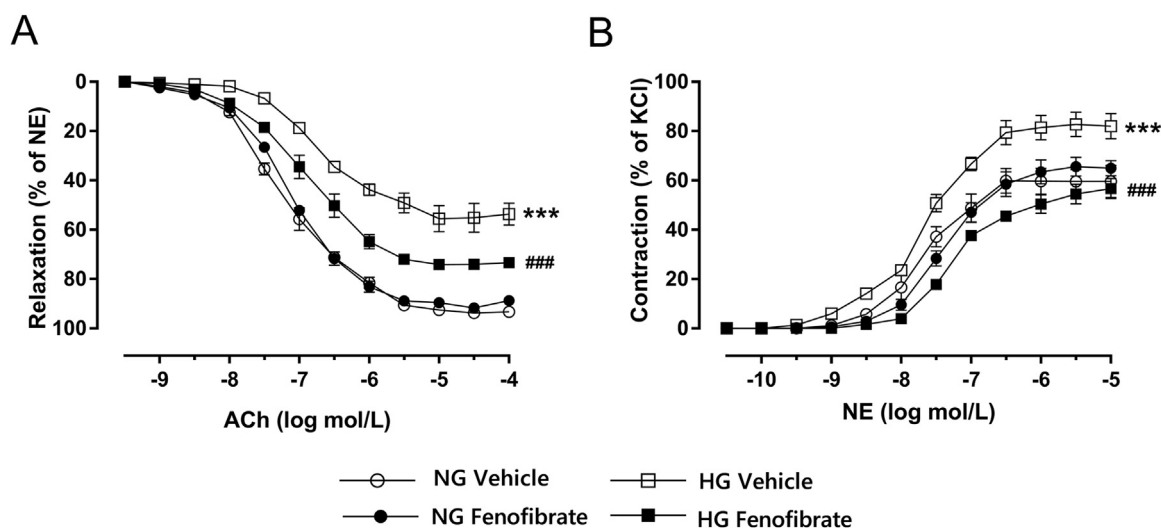 A
B
0
20
40
60
80
100
Relaxation (% of NE)
***
###
-9
-8
-7
-6
-5
-4
ACh (log mol/L)
100
80
60
40
20
0
Contraction (% of KCl)
***
###
-10
-9
-8
-7
-6
-5
NE (log mol/L)
NG Vehicle
HG Vehicle
NG Fenofibrate
HG Fenofibrate